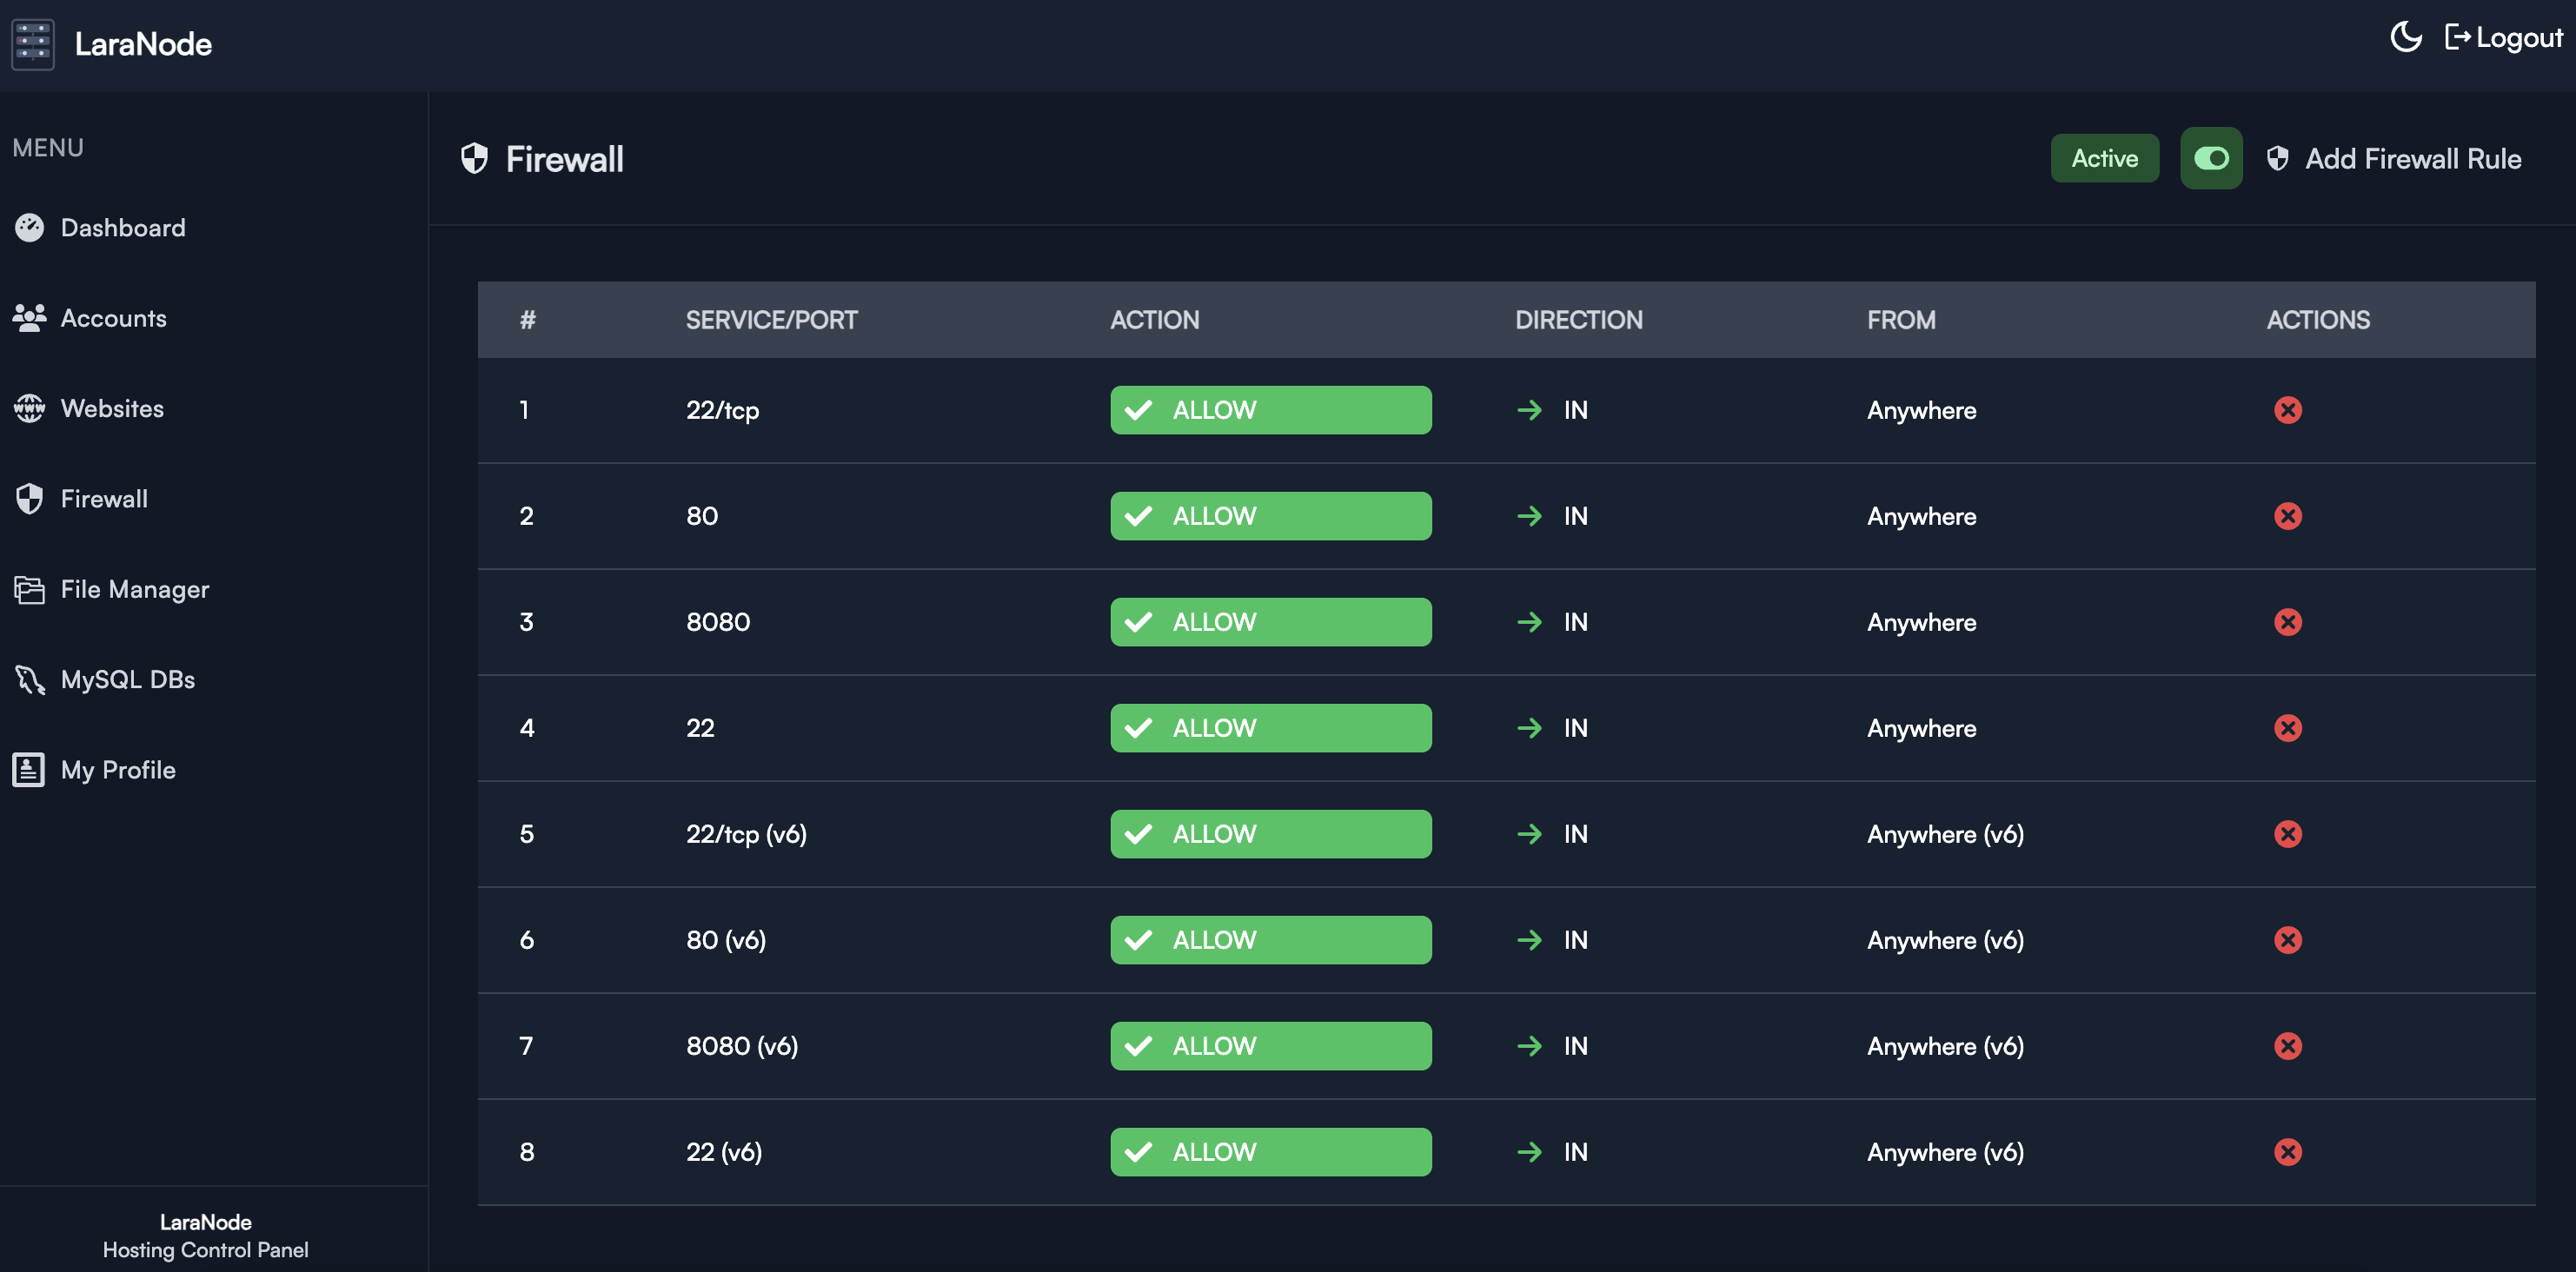 LaraNode
Logout
MENU
Dashboard
Accounts
Websites
Firewall
File Manager
MySQL DBs
My Profile
LaraNode
Hosting Control Panel
Firewall
Active
Add Firewall Rule
# SERVICE/PORT ACTION DIRECTION FROM ACTIONS
1 22/tcp ALLOW IN Anywhere
2 80 ALLOW IN Anywhere
3 8080 ALLOW IN Anywhere
4 22 ALLOW IN Anywhere
5 22/tcp (v6) ALLOW IN Anywhere (v6)
6 80 (v6) ALLOW IN Anywhere (v6)
7 8080 (v6) ALLOW IN Anywhere (v6)
8 22 (v6) ALLOW IN Anywhere (v6)